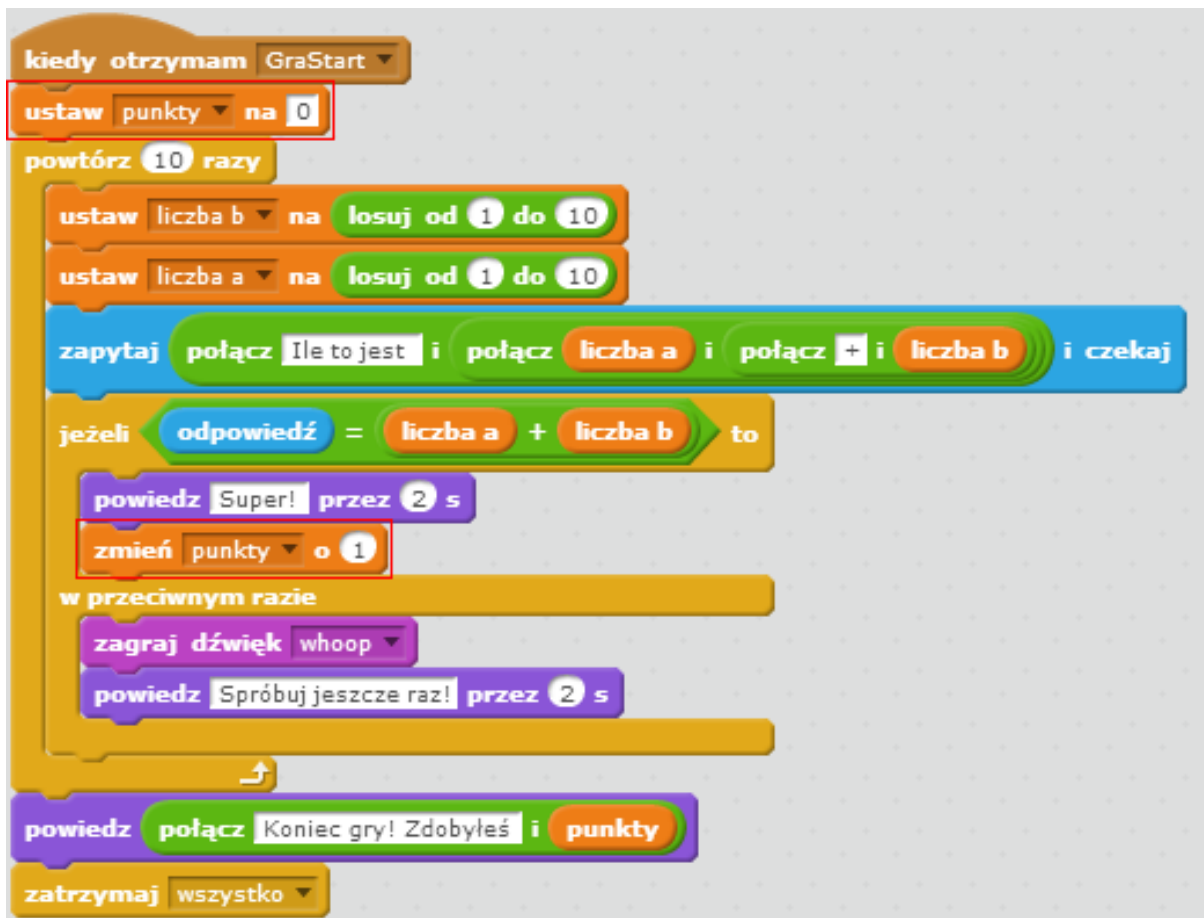 kiedy otrzymam GraStart
ustaw punkty na 0
powtórz 10 razy
ustaw liczba b na losuj od 1 do 10
ustaw liczba a na losuj od 1 do 10
zapytaj połącz Ile to jest i połącz liczba a i połącz + i liczba b i czekaj
jeżeli odpowiedź = liczba a + liczba b to
powiedz Super! przez 2 s
zmień punkty o 1
w przeciwnym razie
zagraj dźwięk whoop
powiedz Spróbuj jeszcze raz! przez 2 s
powiedz połącz Koniec gry! Zdobyłeś i punkty
zatrzymaj wszystko